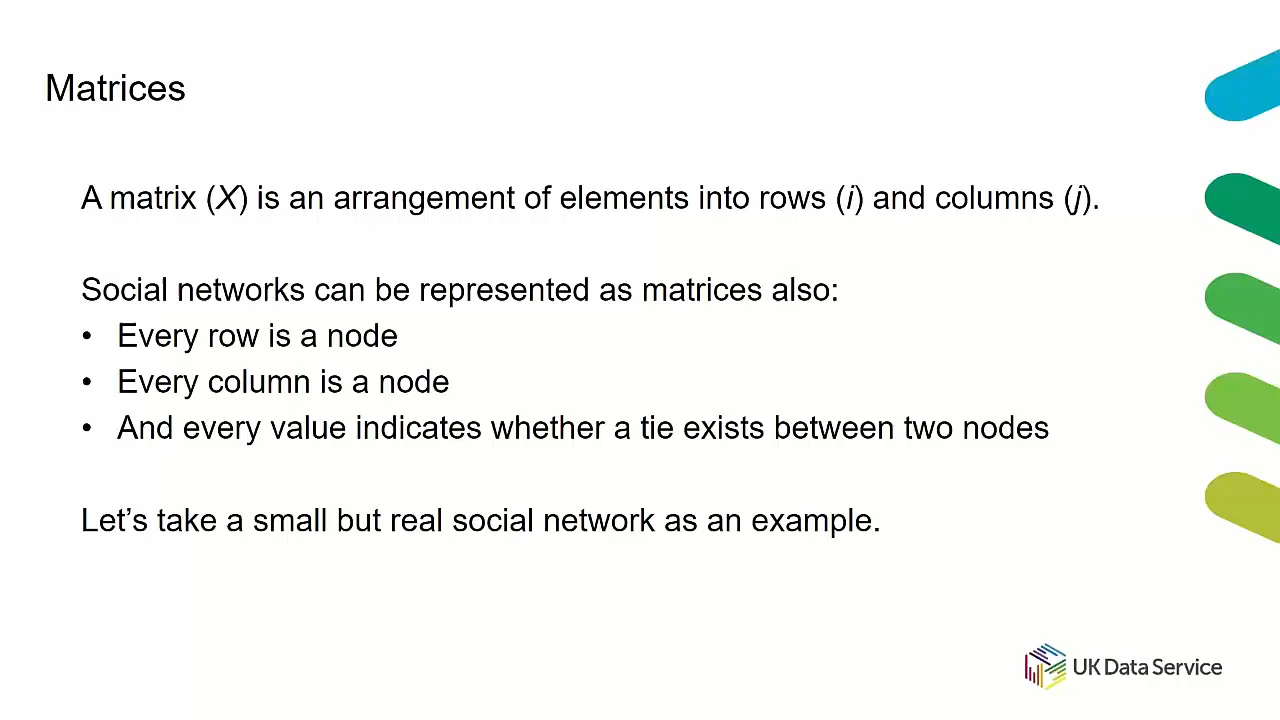 Matrices
A matrix (X) is an arrangement of elements into rows (i) and columns (j).
Social networks can be represented as matrices also:
• Every row is a node
• Every column is a node
• And every value indicates whether a tie exists between two nodes
Let’s take a small but real social network as an example.
UK Data Service